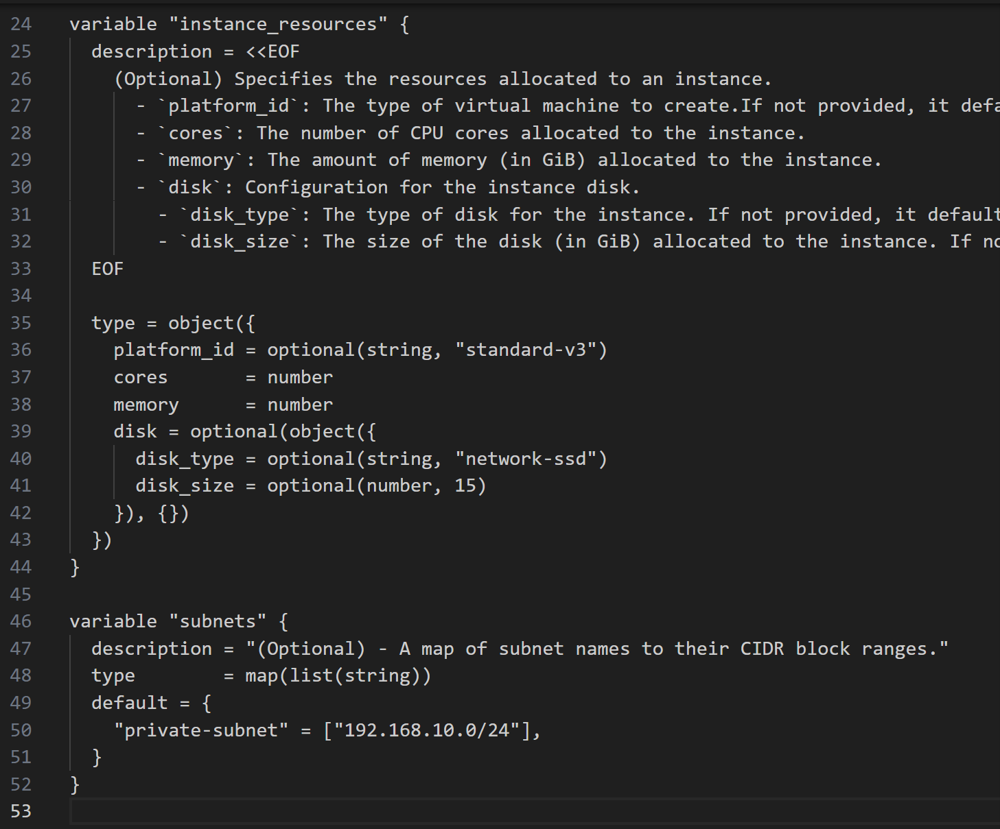 24 variable "instance_resources" {
25   description = <<EOF
26     (Optional) Specifies the resources allocated to an instance.
27       - `platform_id`: The type of virtual machine to create.If not provided, it defa
28       - `cores`: The number of CPU cores allocated to the instance.
29       - `memory`: The amount of memory (in GiB) allocated to the instance.
30       - `disk`: Configuration for the instance disk.
31         - `disk_type`: The type of disk for the instance. If not provided, it default
32         - `disk_size`: The size of the disk (in GiB) allocated to the instance. If no
33   EOF
34
35   type = object({
36     platform_id = optional(string, "standard-v3")
37     cores       = number
38     memory      = number
39     disk = optional(object({
40       disk_type = optional(string, "network-ssd")
41       disk_size = optional(number, 15)
42     }), {})
43   })
44 }
45
46 variable "subnets" {
47   description = "(Optional) - A map of subnet names to their CIDR block ranges."
48   type        = map(list(string))
49   default = {
50     "private-subnet" = ["192.168.10.0/24"],
51   }
52 }
53